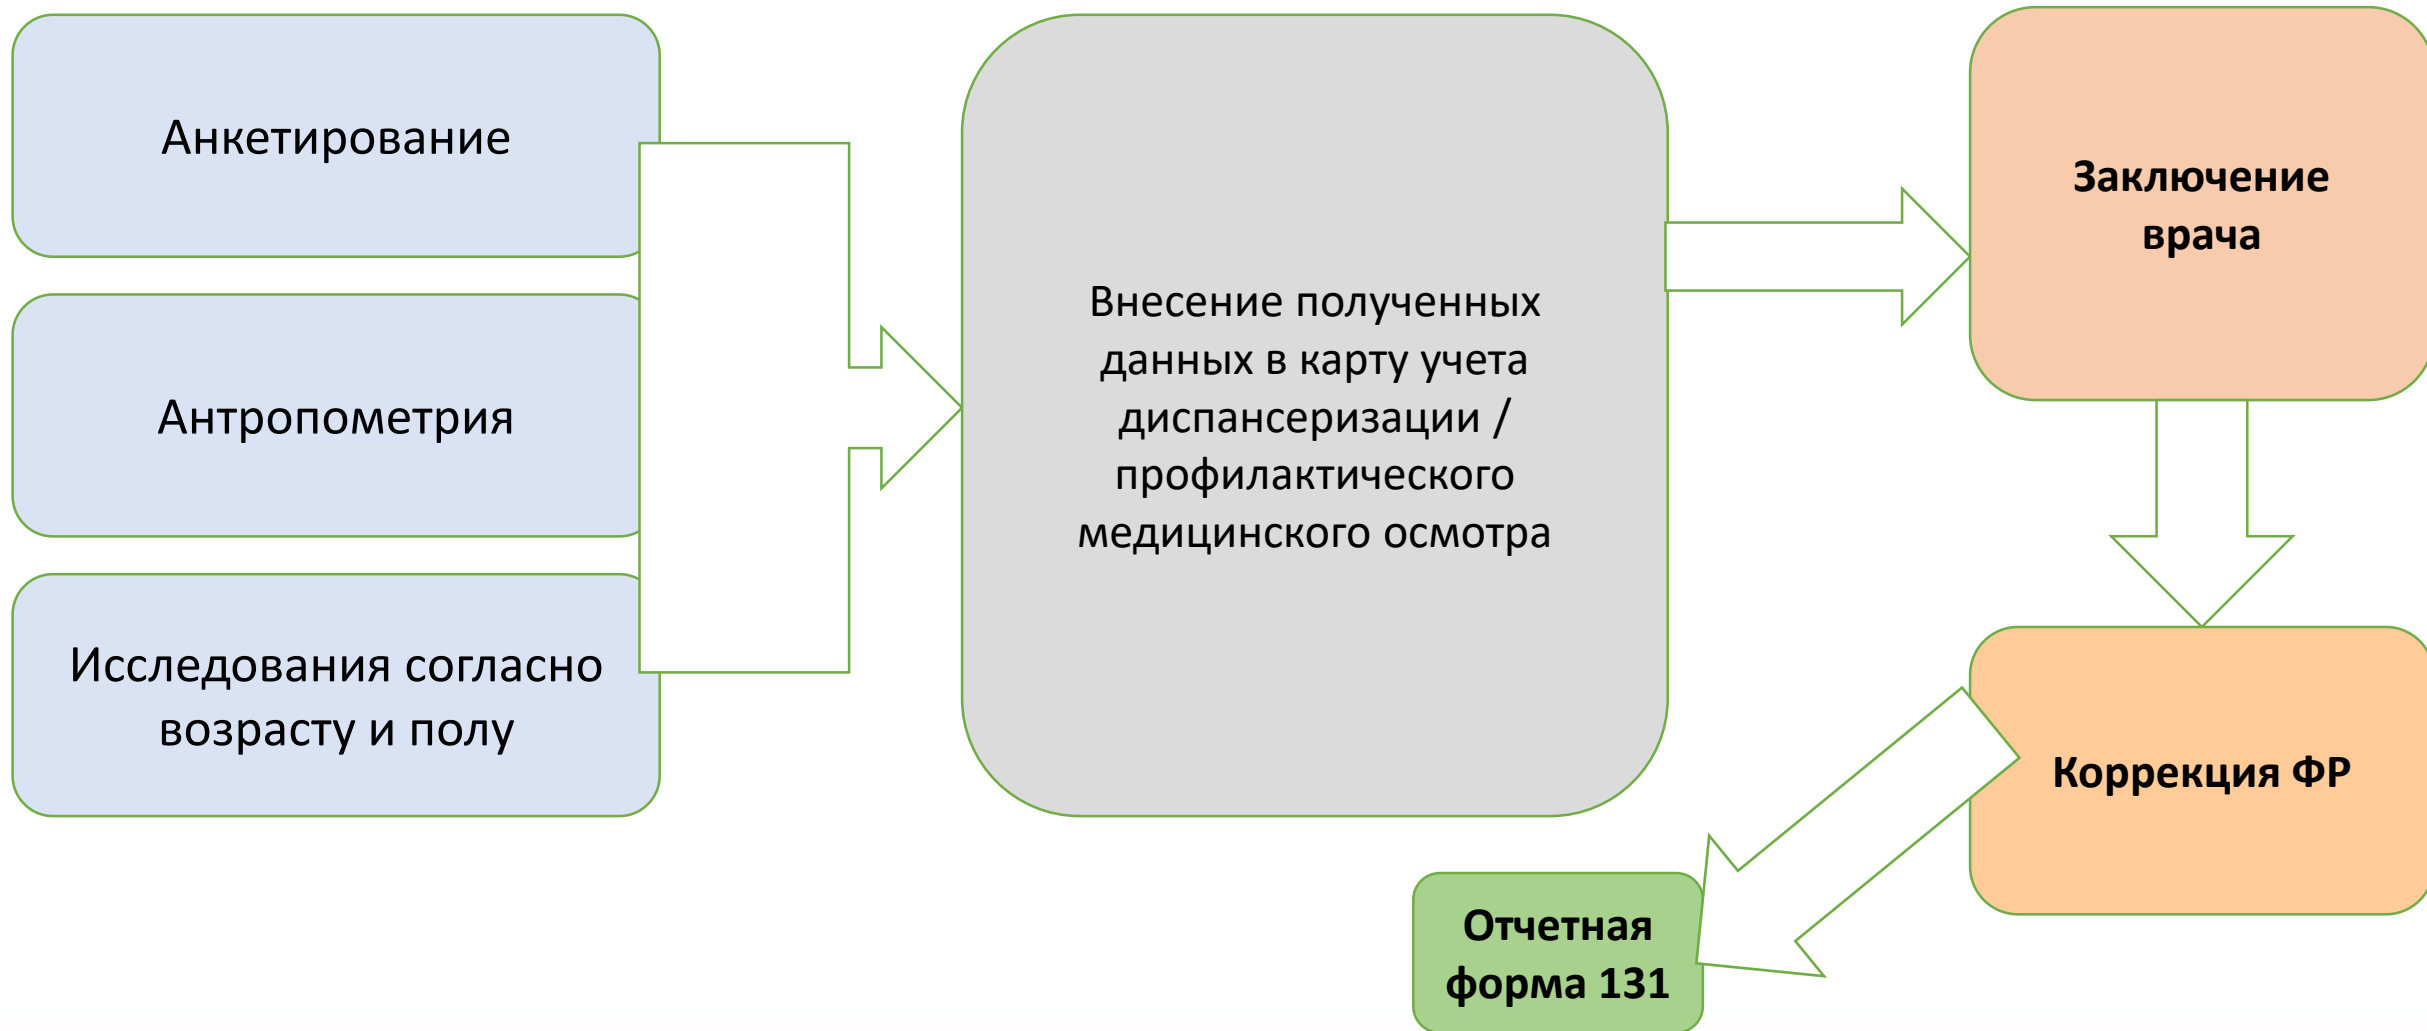 Анкетирование
Антропометрия
Исследования согласно
возрасту и полу
Внесение полученных
данных в карту учета
диспансеризации /
профилактического
медицинского осмотра
Заключение
врача
Коррекция ФР
Отчетная
форма 131